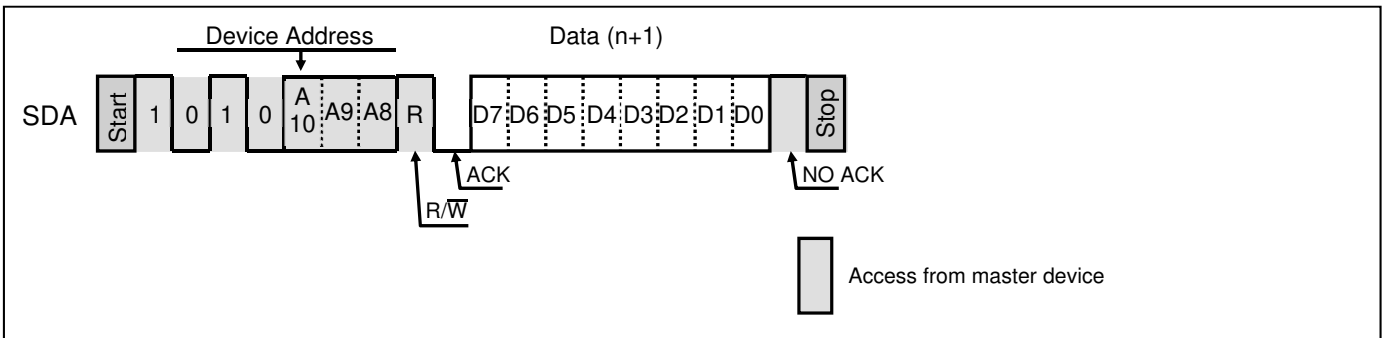 Device Address Data (n+1)
SDA Start 1 0 1 0 A 10 A9 A8 R D7 D6 D5 D4 D3 D2 D1 D0 Stop
ACK NO ACK
R/W̅
Access from master device